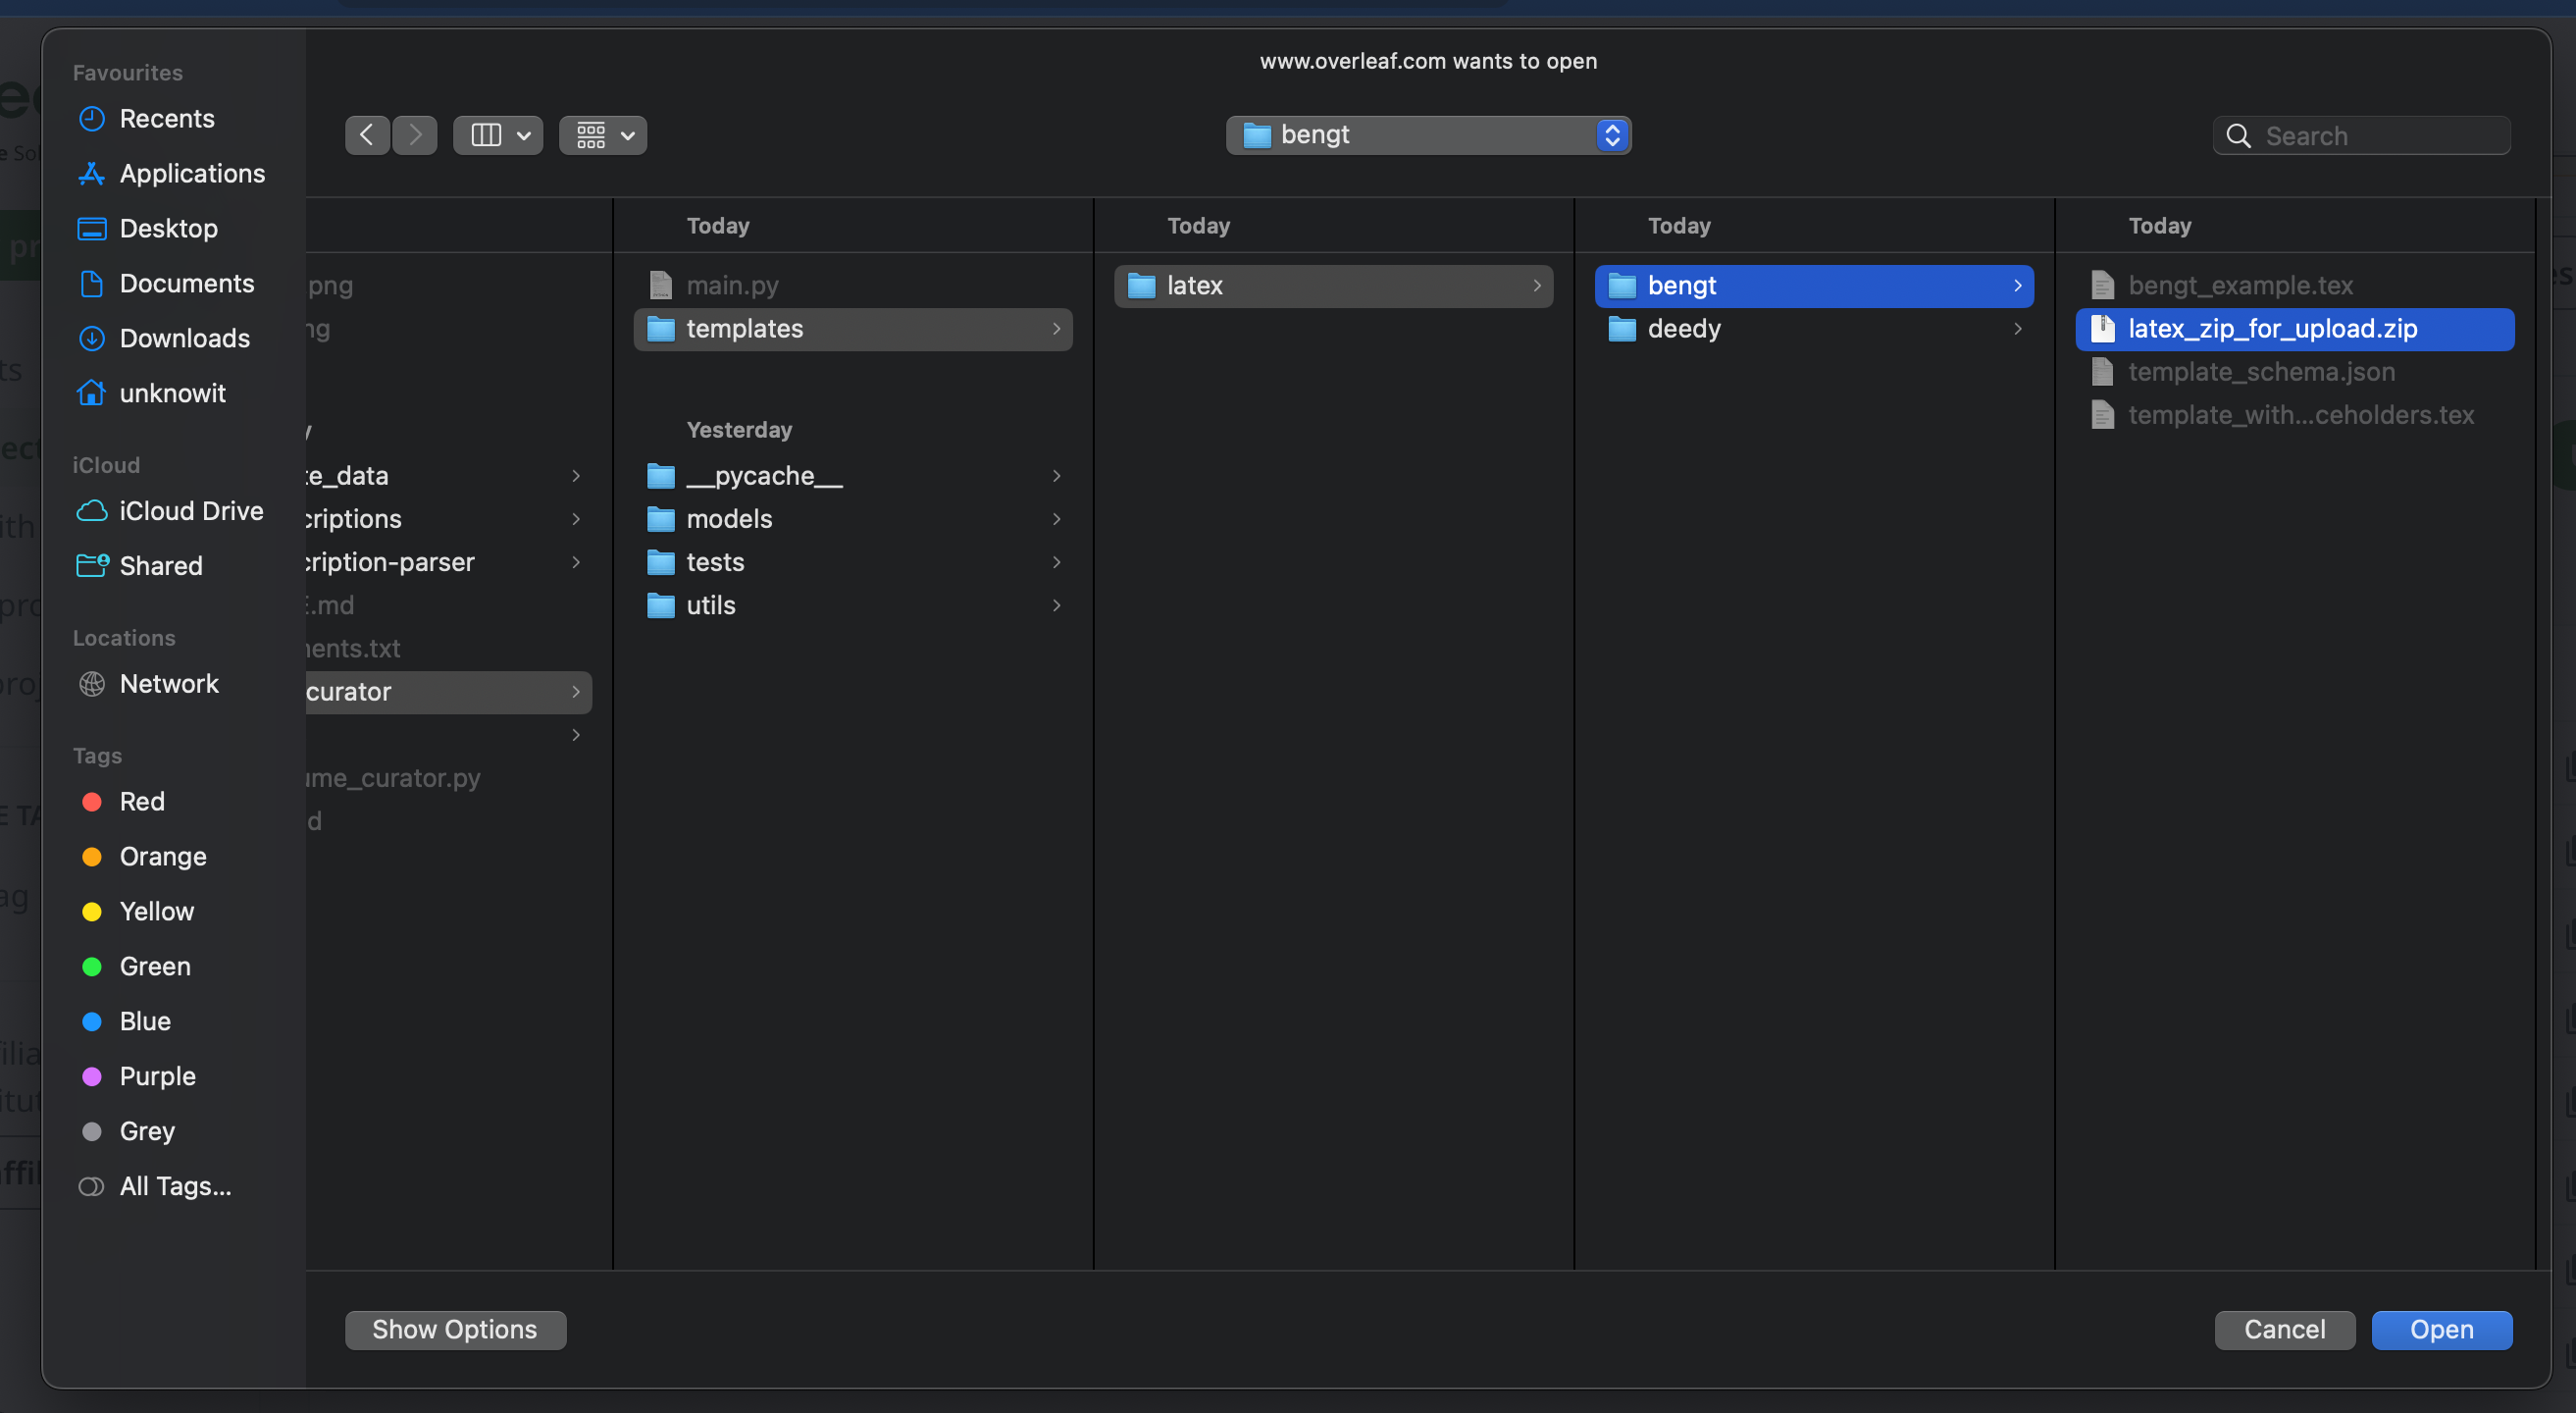 www.overleaf.com wants to open
Favourites
Recents
Applications
Desktop
Documents
Downloads
unknowit
iCloud
iCloud Drive
Shared
Locations
Network
Tags
Red
Orange
Yellow
Green
Blue
Purple
Grey
All Tags...
bengt
Search
png
ng
te_data
criptions
cription-parser
E.md
nents.txt
curator
ume_curator.py
d
Today
main.py
templates
Yesterday
__pycache__
models
tests
utils
Today
latex
Today
bengt
deedy
Today
bengt_example.tex
latex_zip_for_upload.zip
template_schema.json
template_with...ceholders.tex
Show Options
Cancel
Open